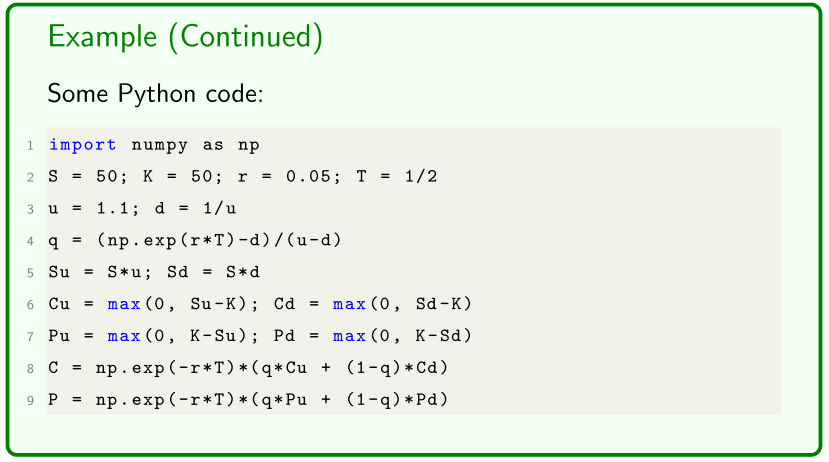 Example (Continued)
Some Python code:
1 import numpy as np
2 S = 50; K = 50; r = 0.05; T = 1/2
3 u = 1.1; d = 1/u
4 q = (np.exp(r*T)-d)/(u-d)
5 Su = S*u; Sd = S*d
6 Cu = max(0, Su-K); Cd = max(0, Sd-K)
7 Pu = max(0, K-Su); Pd = max(0, K-Sd)
8 C = np.exp(-r*T)*(q*Cu + (1-q)*Cd)
9 P = np.exp(-r*T)*(q*Pu + (1-q)*Pd)